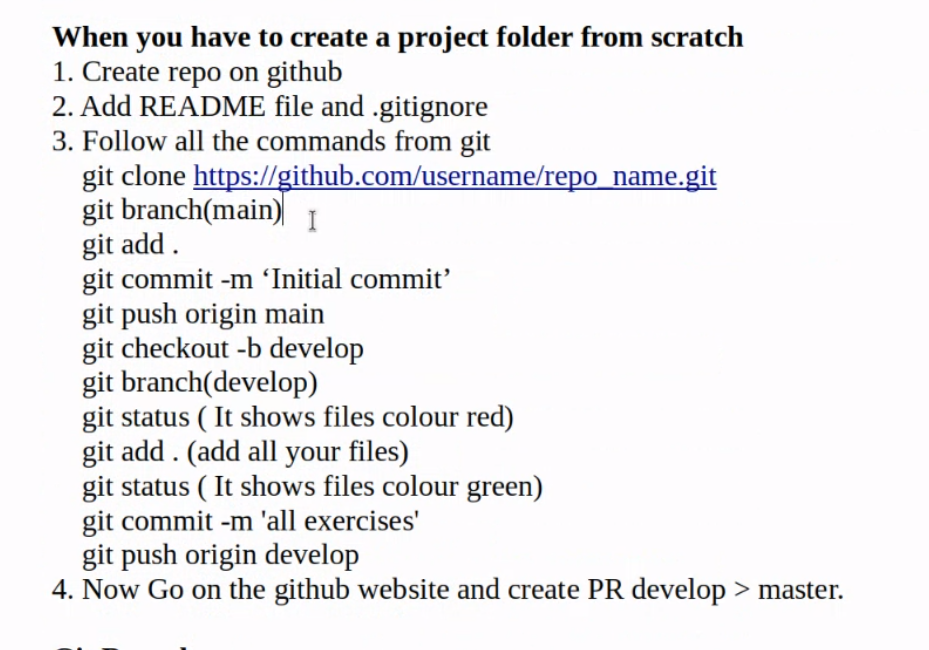 When you have to create a project folder from scratch
1. Create repo on github
2. Add README file and .gitignore
3. Follow all the commands from git
git clone https://github.com/username/repo_name.git
git branch(main)
git add .
git commit -m ‘Initial commit’
git push origin main
git checkout -b develop
git branch(develop)
git status ( It shows files colour red)
git add . (add all your files)
git status ( It shows files colour green)
git commit -m 'all exercises'
git push origin develop
4. Now Go on the github website and create PR develop > master.